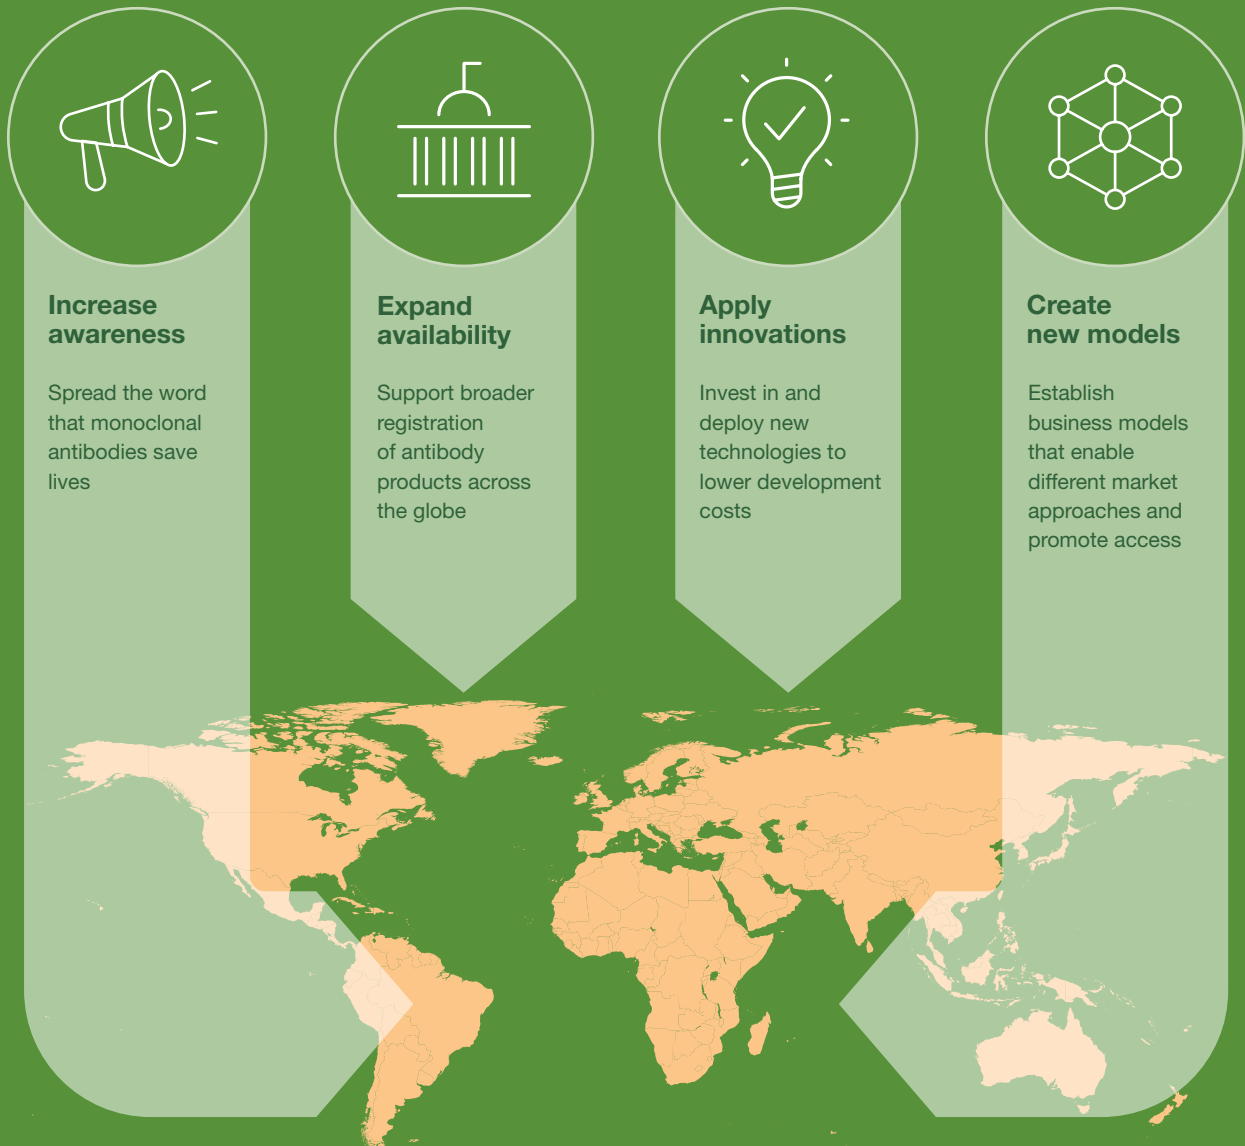 Increase
awareness
Spread the word
that monoclonal
antibodies save
lives
Expand
availability
Support broader
registration
of antibody
products across
the globe
Apply
innovations
Invest in and
deploy new
technologies to
lower development
costs
Create
new models
Establish
business models
that enable
different market
approaches and
promote access